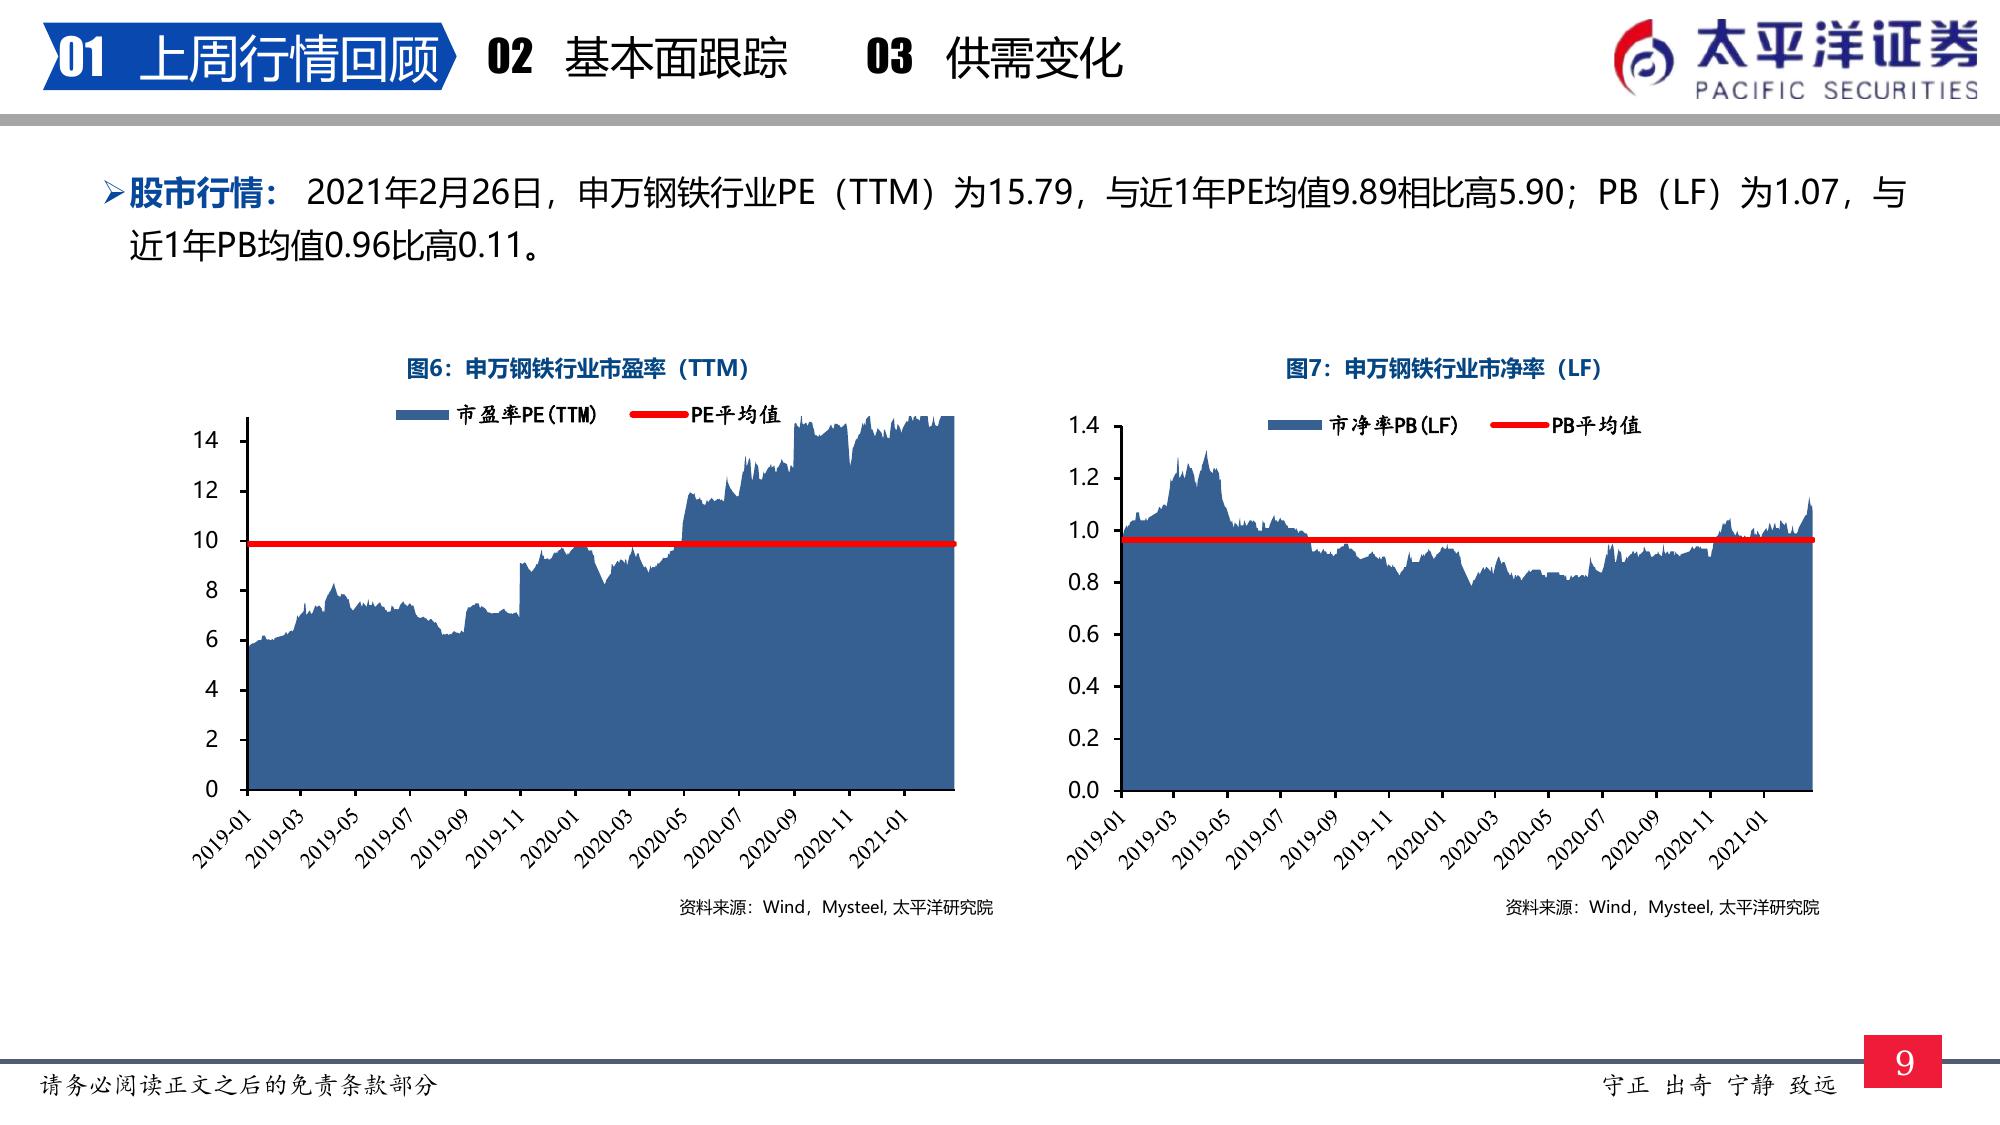 01 上周行情回顾 02 基本面跟踪 03 供需变化
太平洋证券
PACIFIC SECURITIES
➢股市行情： 2021年2月26日，申万钢铁行业PE（TTM）为15.79，与近1年PE均值9.89相比高5.90；PB（LF）为1.07，与
近1年PB均值0.96比高0.11。
图6：申万钢铁行业市盈率（TTM）
市盈率PE(TTM) PE平均值
14
12
10
8
6
4
2
0
2019-01 2019-03 2019-05 2019-07 2019-09 2019-11 2020-01 2020-03 2020-05 2020-07 2020-09 2020-11 2021-01
资料来源：Wind，Mysteel, 太平洋研究院
图7：申万钢铁行业市净率（LF）
市净率PB(LF) PB平均值
1.4
1.2
1.0
0.8
0.6
0.4
0.2
0.0
2019-01 2019-03 2019-05 2019-07 2019-09 2019-11 2020-01 2020-03 2020-05 2020-07 2020-09 2020-11 2021-01
资料来源：Wind，Mysteel, 太平洋研究院
请务必阅读正文之后的免责条款部分
守正 出奇 宁静 致远
9